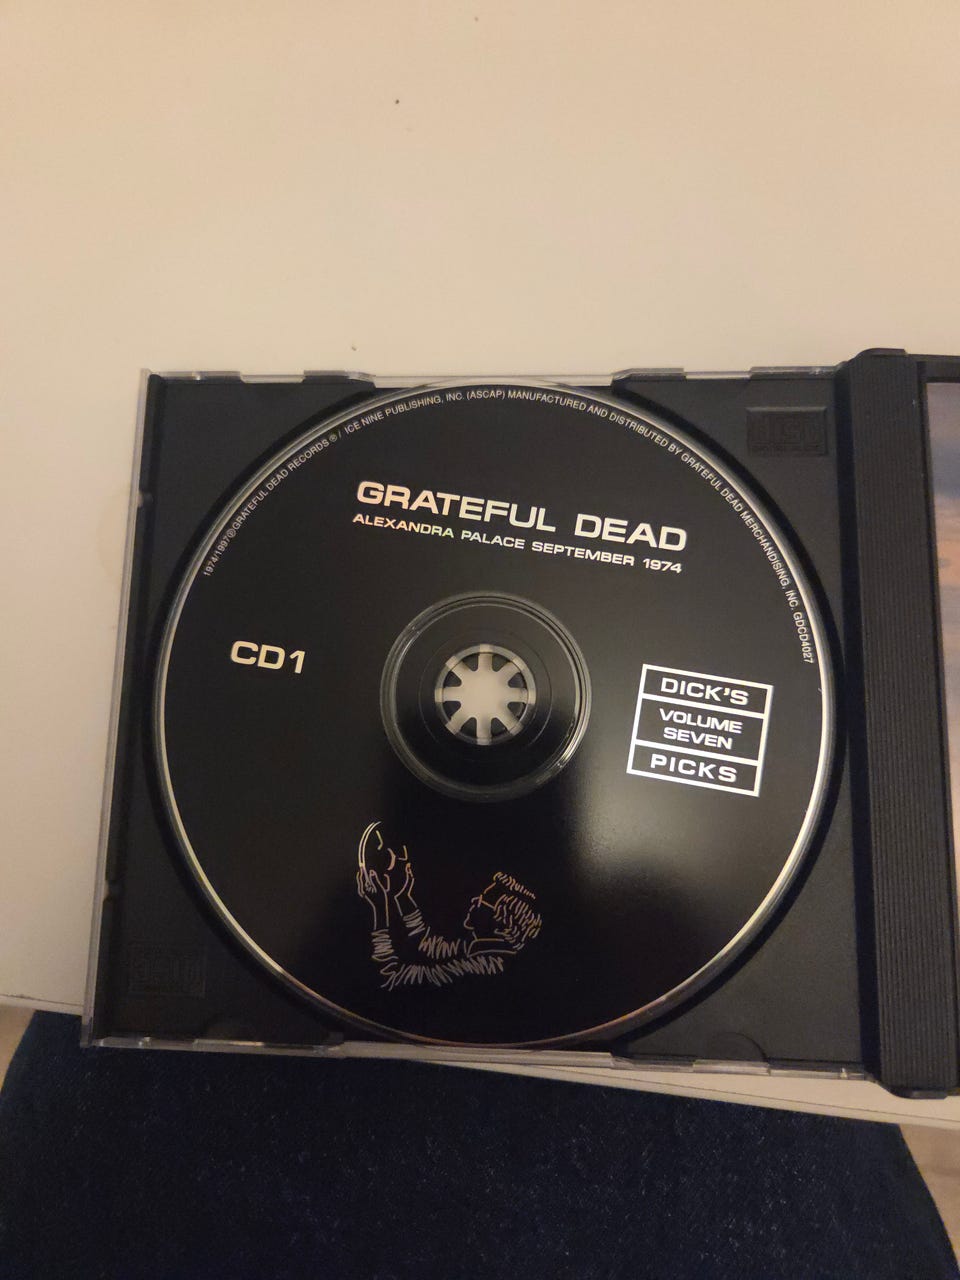 1974/1997℗GRATEFUL DEAD RECORDS ® / ICE NINE PUBLISHING, INC. (ASCAP) MANUFACTURED AND DISTRIBUTED BY GRATEFUL DEAD MERCHANDISING, INC. GDCD4027
GRATEFUL DEAD
ALEXANDRA PALACE SEPTEMBER 1974
CD1
DICK'S
VOLUME
SEVEN
PICKS